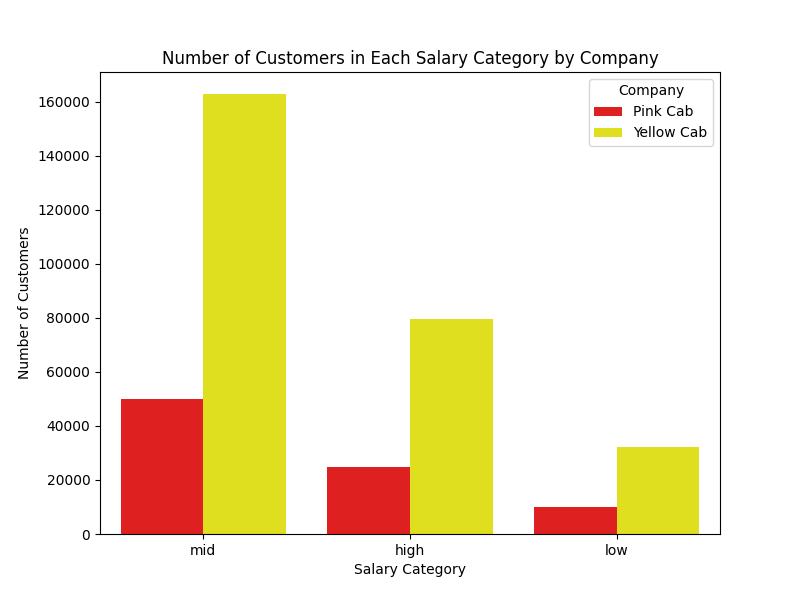 Number of Customers in Each Salary Category by Company
Company
Pink Cab
Yellow Cab
Number of Customers
160000
140000
120000
100000
80000
60000
40000
20000
0
mid high low
Salary Category